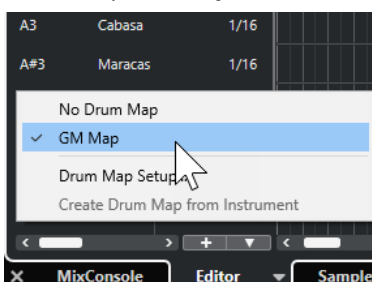 A3 Cabasa 1/16
A#3 Maracas 1/16
No Drum Map
✓ GM Map
Drum Map Setup
Create Drum Map from Instrument
< > + ▼ <
× MixConsole Editor ▼ Sample